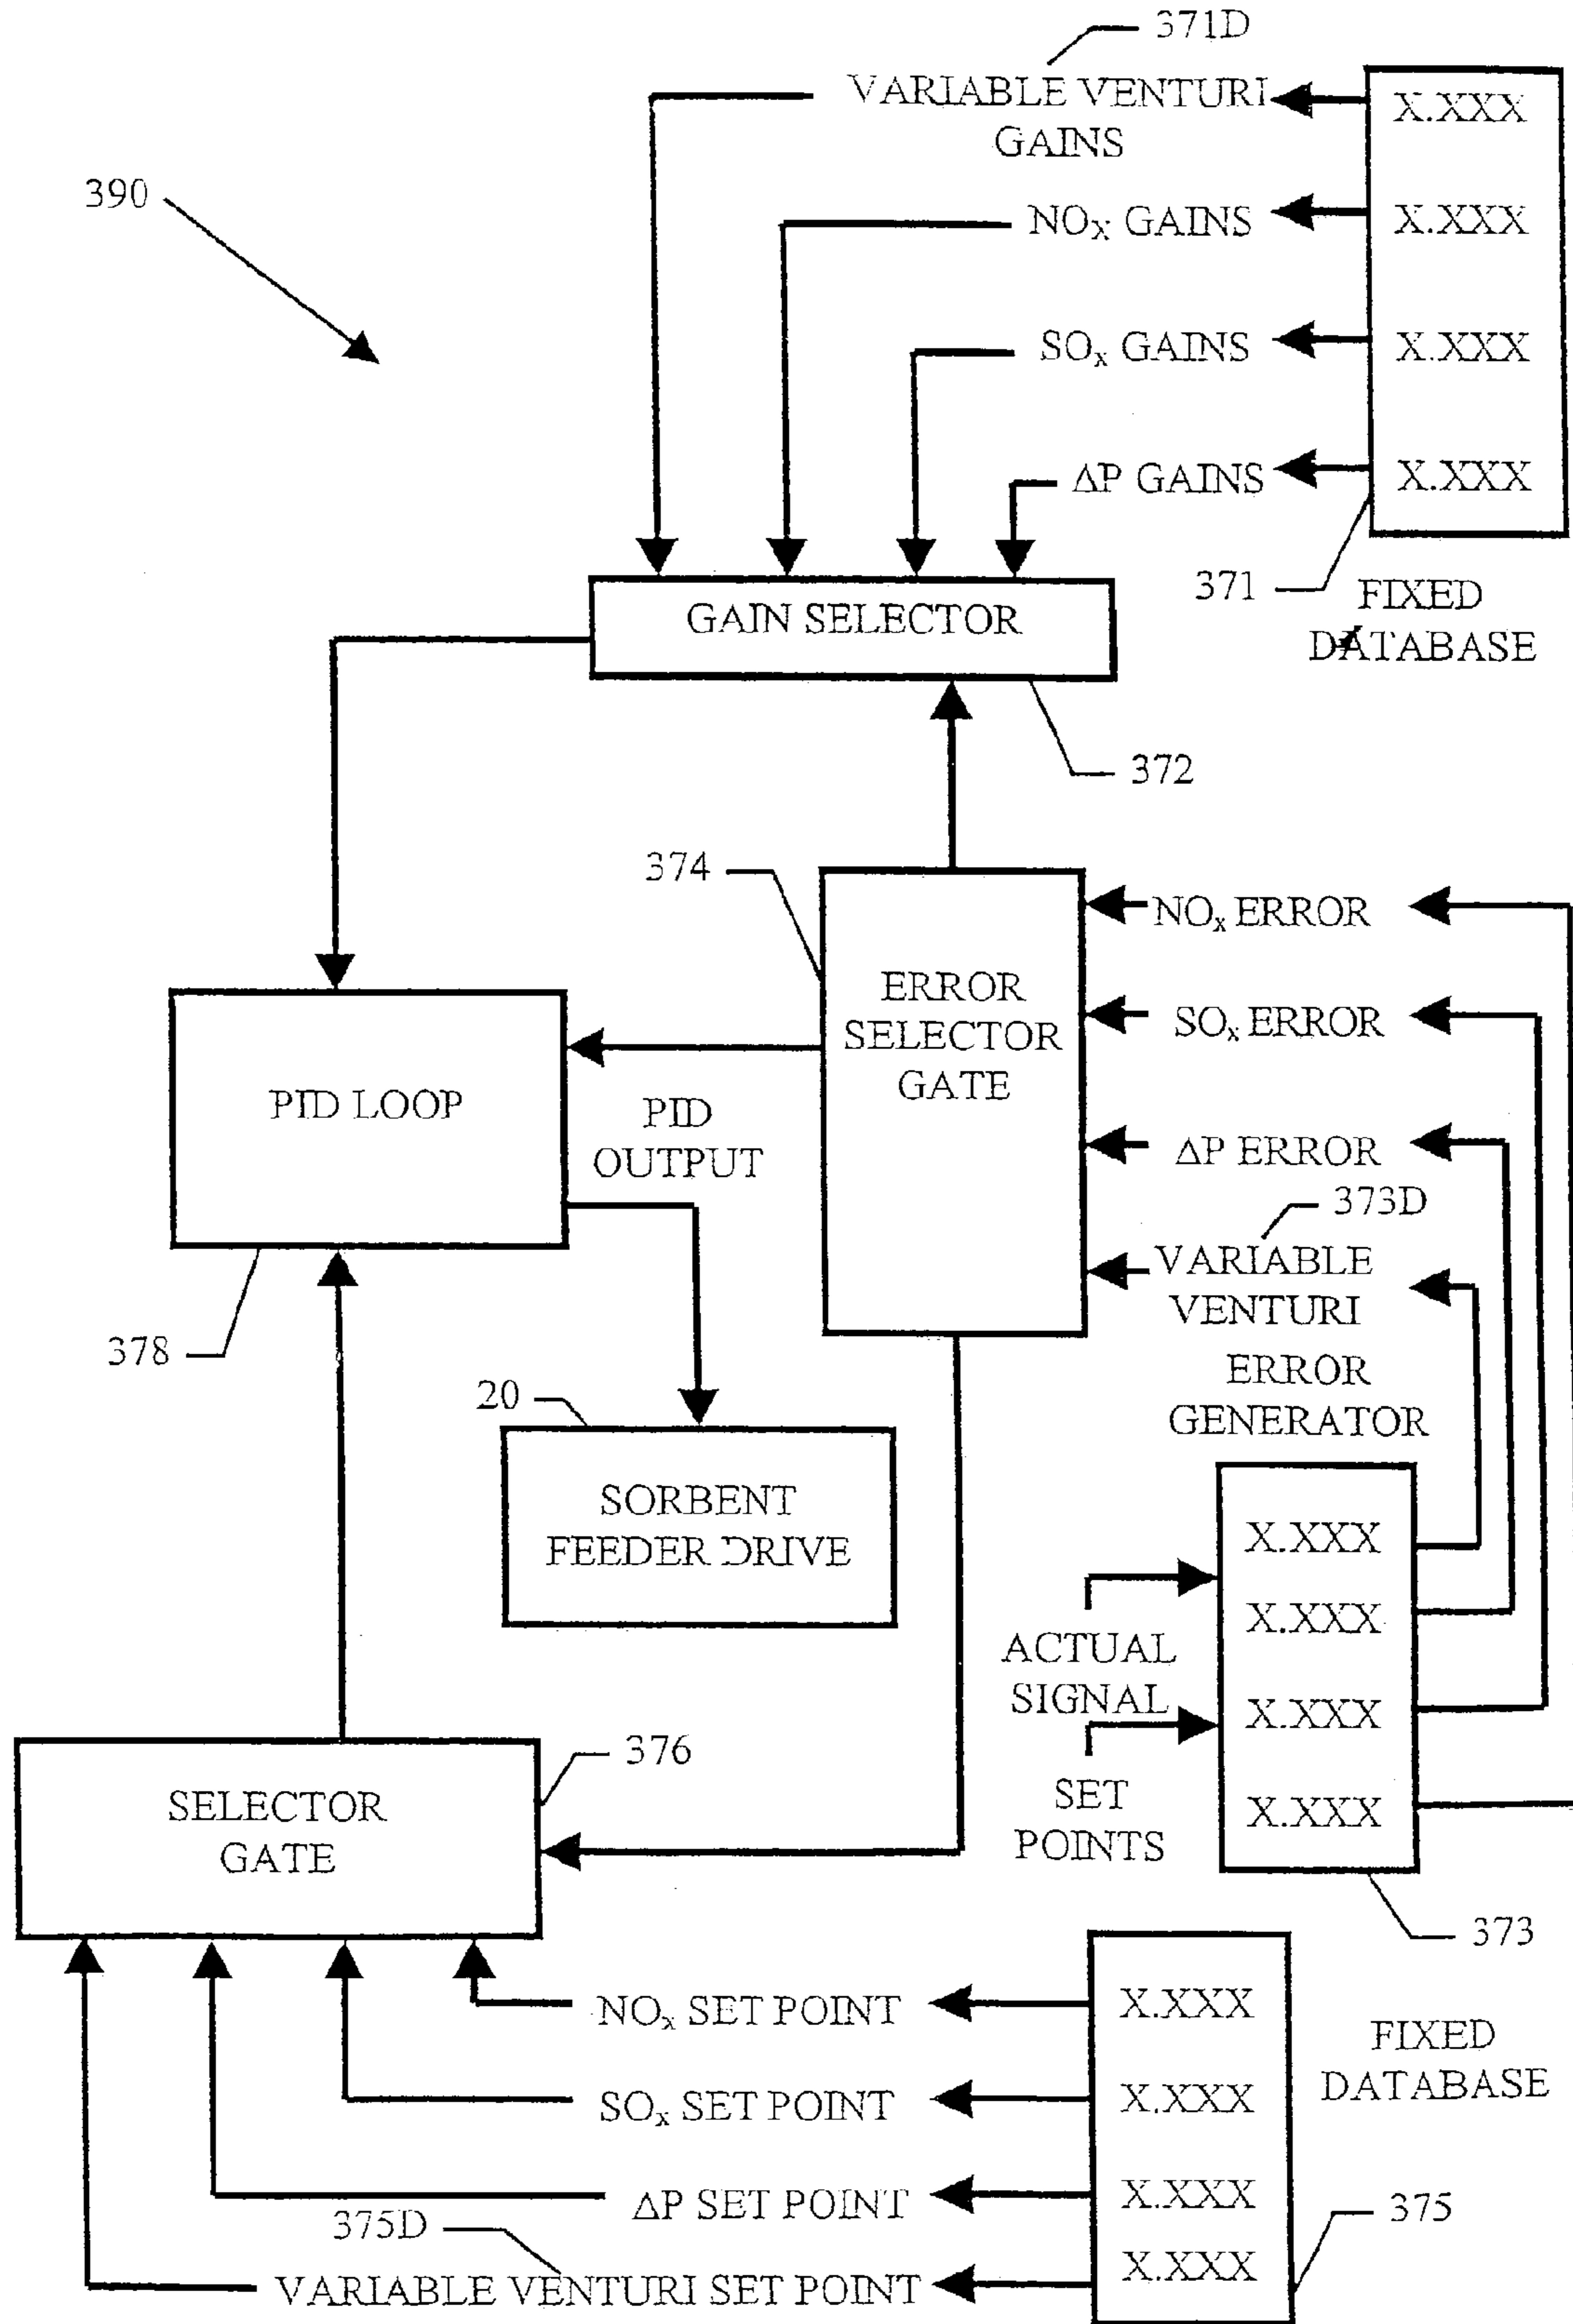 371D
VARIABLE VENTURI
GAINS
X.XXX
390
NOX GAINS
X.XXX
SOx GAINS
X.XXX
ΔP GAINS
X.XXX
371
FIXED
DATABASE
GAIN SELECTOR
372
374
NOx ERROR
ERROR
SELECTOR
GATE
SOx ERROR
PID LOOP
PID
OUTPUT
ΔP ERROR
373D
VARIABLE
VENTURI
378
ERROR
GENERATOR
20
SORBENT
FEEDER DRIVE
X.XXX
X.XXX
ACTUAL
SIGNAL
X.XXX
376
SET
POINTS
X.XXX
SELECTOR
GATE
373
NOx SET POINT
X.XXX
FIXED
DATABASE
SOx SET POINT
X.XXX
ΔP SET POINT
X.XXX
375
375D
VARIABLE VENTURI SET POINT
X.XXX